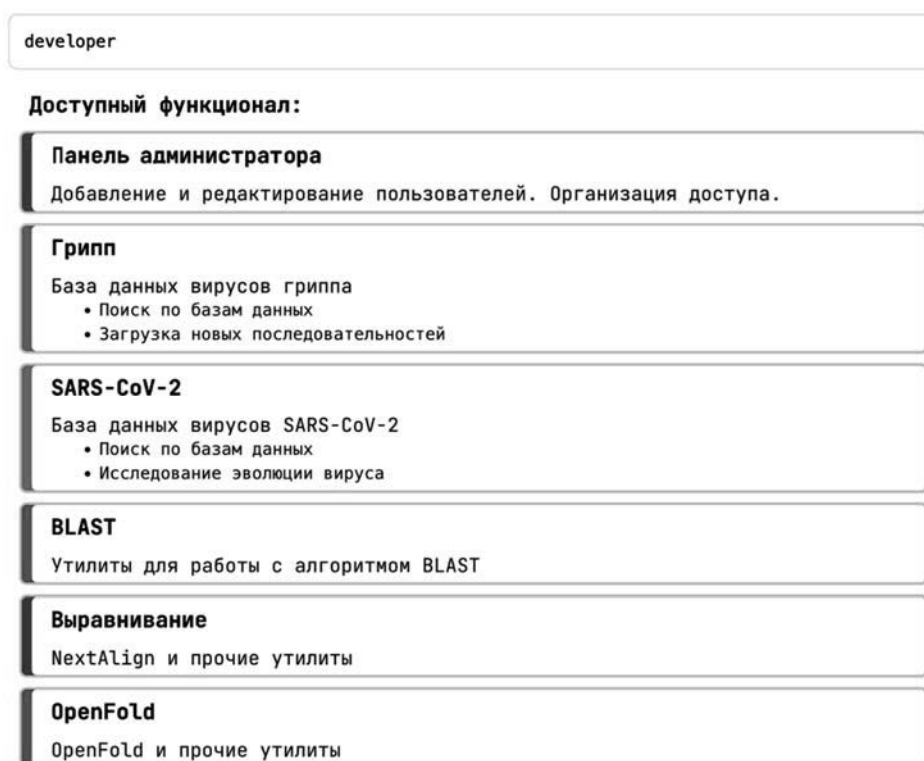 developer
Доступный функционал:
Панель администратора
Добавление и редактирование пользователей. Организация доступа.
Грипп
База данных вирусов гриппа
• Поиск по базам данных
• Загрузка новых последовательностей
SARS-CoV-2
База данных вирусов SARS-CoV-2
• Поиск по базам данных
• Исследование эволюции вируса
BLAST
Утилиты для работы с алгоритмом BLAST
Выравнивание
NextAlign и прочие утилиты
OpenFold
OpenFold и прочие утилиты